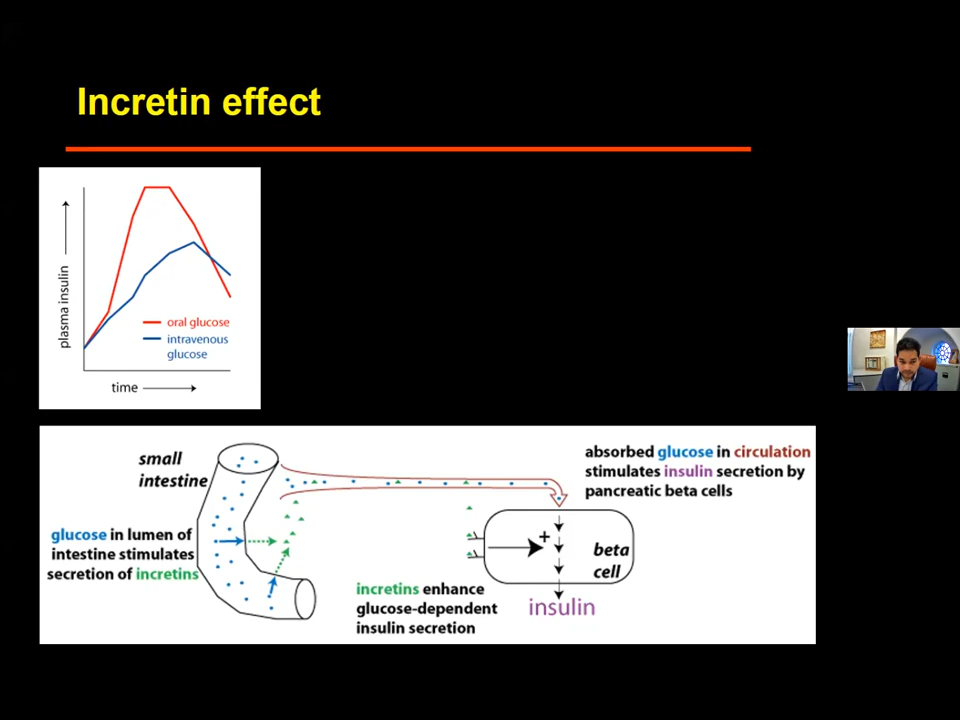 Incretin effect
plasma insulin
oral glucose
intravenous
glucose
time
small
intestine
glucose in lumen of
intestine stimulates
secretion of incretins
absorbed glucose in circulation
stimulates insulin secretion by
pancreatic beta cells
+
beta
cell
incretins enhance
glucose-dependent
insulin secretion
insulin